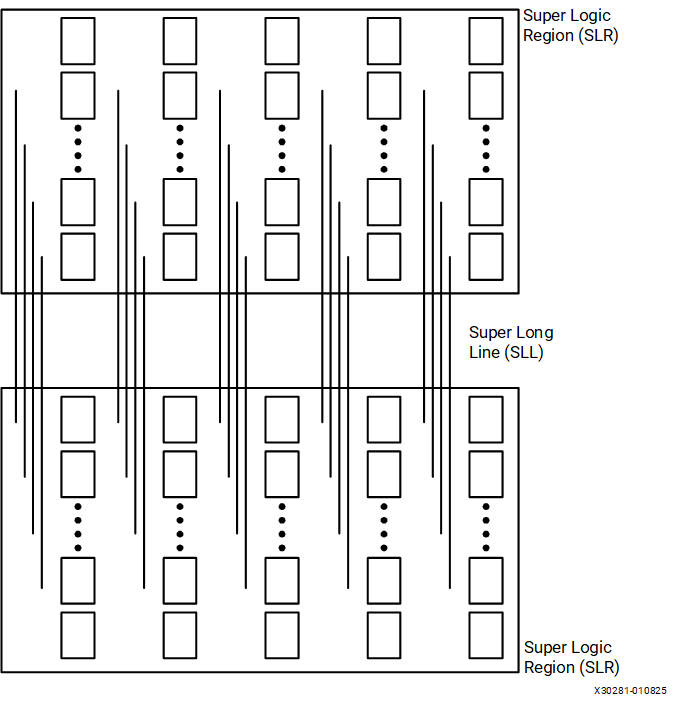 Super Logic
Region (SLR)
Super Long
Line (SLL)
Super Logic
Region (SLR)
X30281-010825